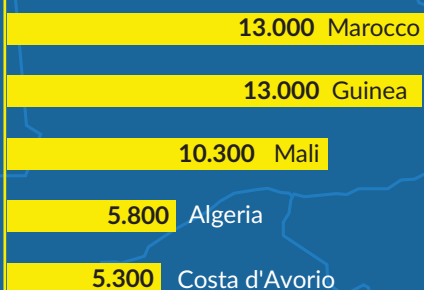 13.000 Marocco
13.000 Guinea
10.300 Mali
5.800 Algeria
5.300 Costa d'Avorio